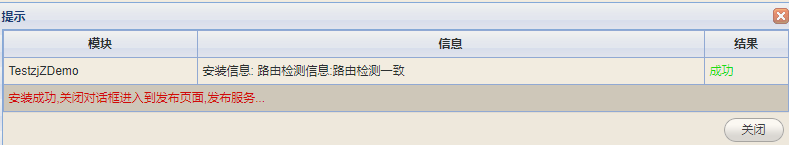 提示
模块 信息 结果
TestzjZDemo 安装信息: 路由检测信息:路由检测一致 成功
安装成功,关闭对话框进入到发布页面,发布服务...
关闭